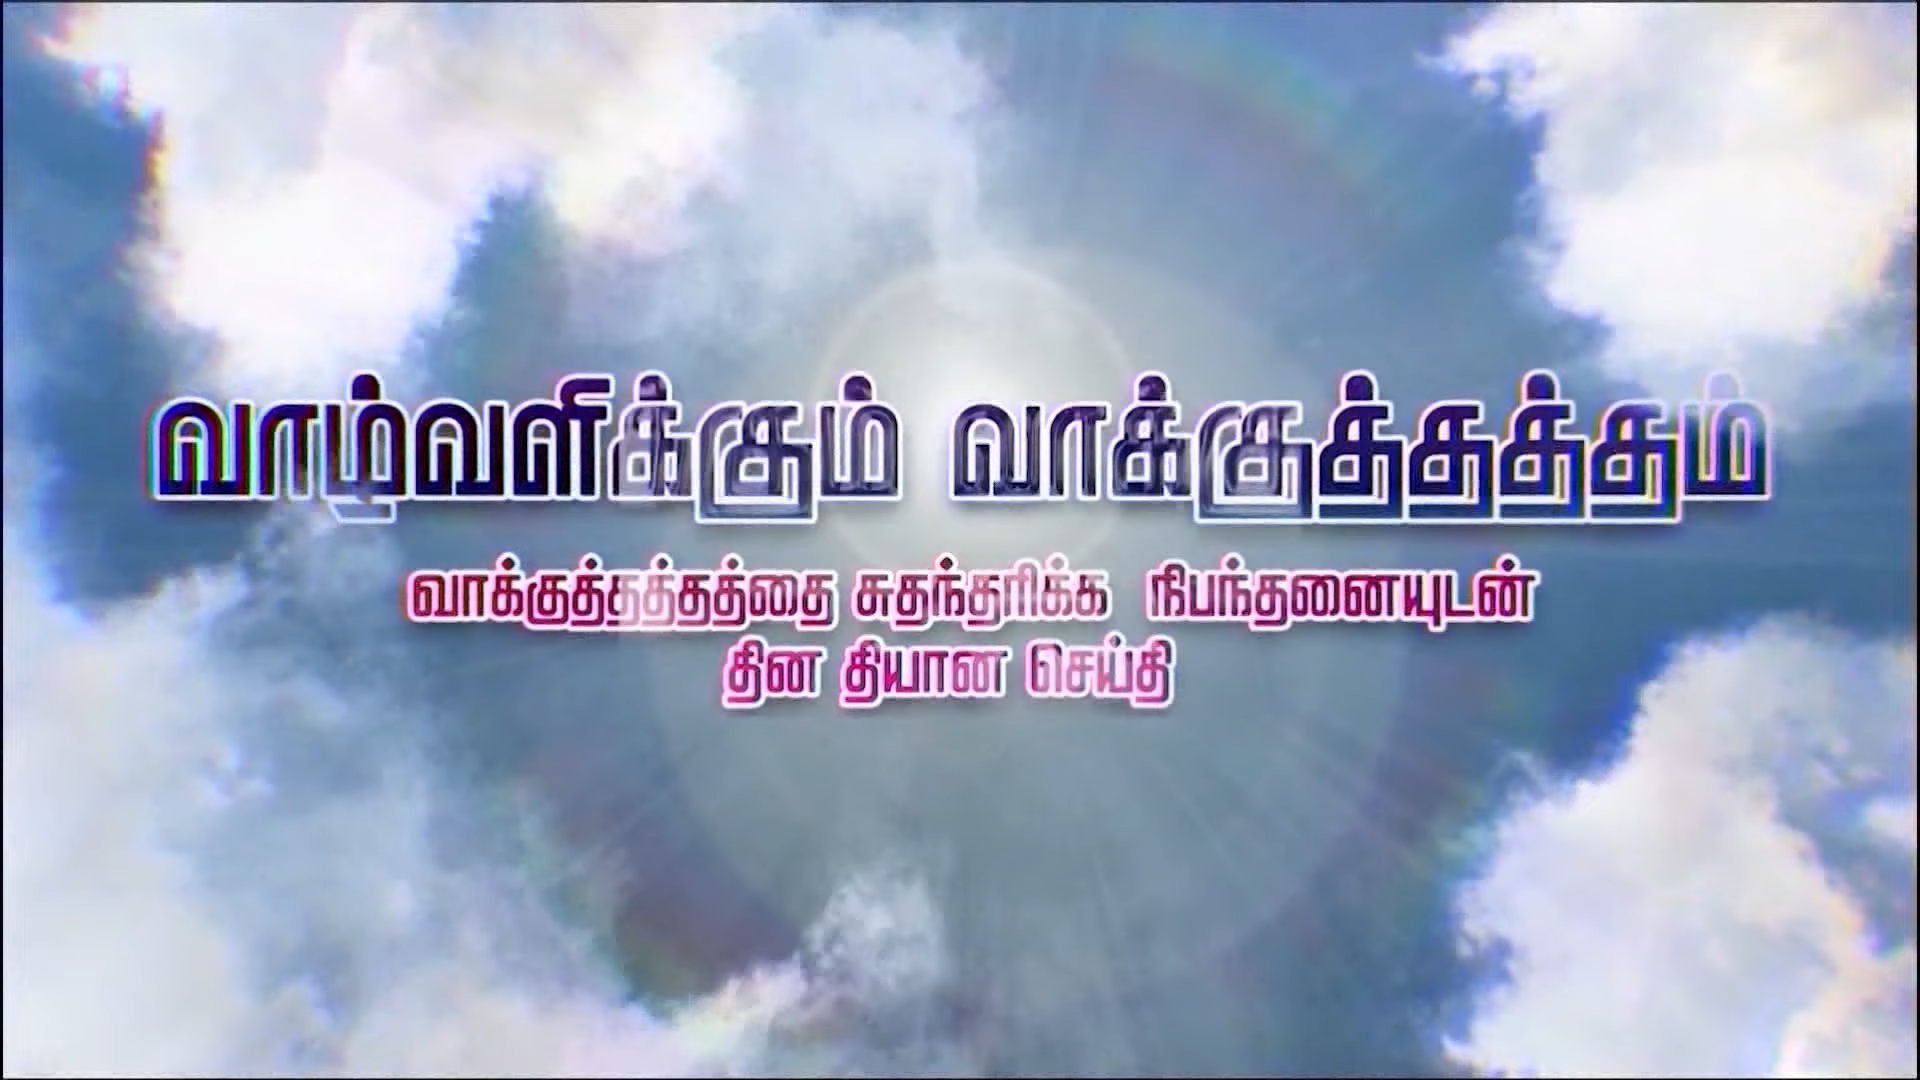 வாழ்வளிக்கும் வாக்குத்தத்தம்
வாக்குத்தத்தத்தை சுதந்தரிக்க நிபந்தனையுடன்
தின தியான செய்தி